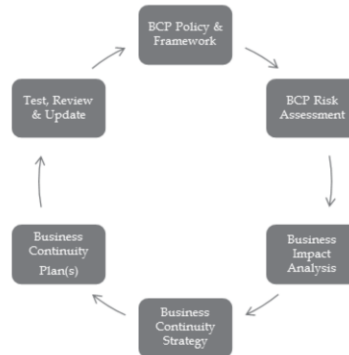 BCP Policy &
Framework
BCP Risk
Assessment
Business
Impact
Analysis
Business
Continuity
Strategy
Business
Continuity
Plan(s)
Test, Review
& Update